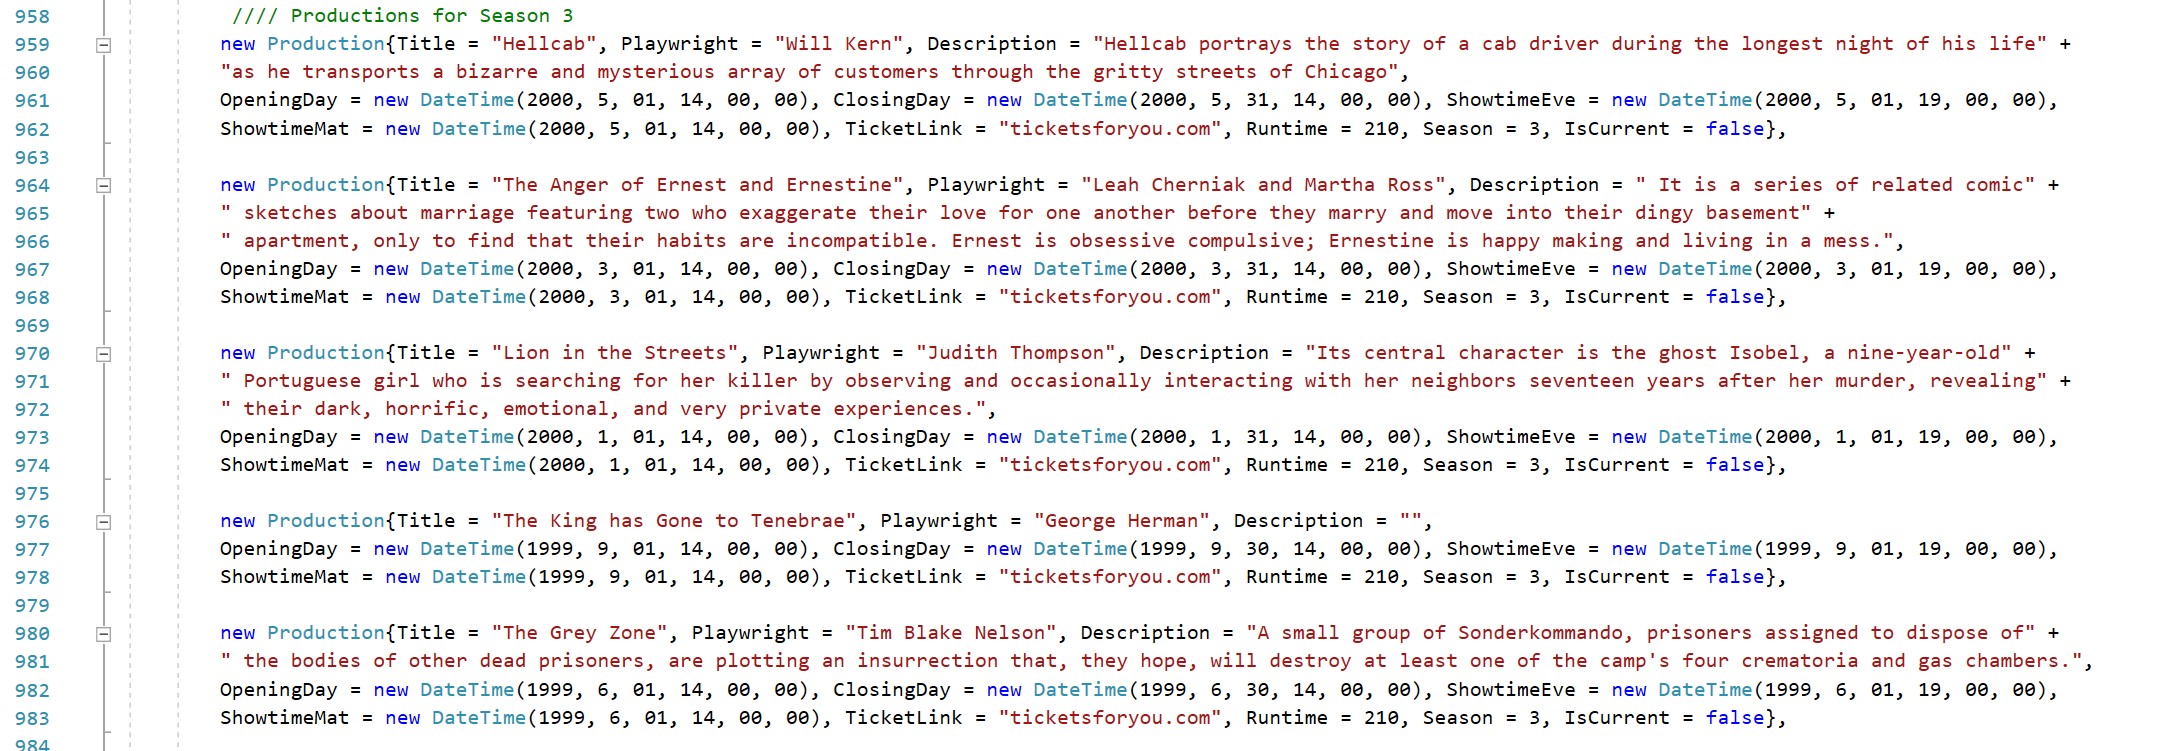 958 //// Productions for Season 3
959 new Production{Title = "Hellcab", Playwright = "Will Kern", Description = "Hellcab portrays the story of a cab driver during the longest night of his life" +
960 "as he transports a bizarre and mysterious array of customers through the gritty streets of Chicago",
961 OpeningDay = new DateTime(2000, 5, 01, 14, 00, 00), ClosingDay = new DateTime(2000, 5, 31, 14, 00, 00), ShowtimeEve = new DateTime(2000, 5, 01, 19, 00, 00),
962 ShowtimeMat = new DateTime(2000, 5, 01, 14, 00, 00), TicketLink = "ticketsforyou.com", Runtime = 210, Season = 3, IsCurrent = false},
963
964 new Production{Title = "The Anger of Ernest and Ernestine", Playwright = "Leah Cherniak and Martha Ross", Description = " It is a series of related comic" +
965 " sketches about marriage featuring two who exaggerate their love for one another before they marry and move into their dingy basement" +
966 " apartment, only to find that their habits are incompatible. Ernest is obsessive compulsive; Ernestine is happy making and living in a mess.",
967 OpeningDay = new DateTime(2000, 3, 01, 14, 00, 00), ClosingDay = new DateTime(2000, 3, 31, 14, 00, 00), ShowtimeEve = new DateTime(2000, 3, 01, 19, 00, 00),
968 ShowtimeMat = new DateTime(2000, 3, 01, 14, 00, 00), TicketLink = "ticketsforyou.com", Runtime = 210, Season = 3, IsCurrent = false},
969
970 new Production{Title = "Lion in the Streets", Playwright = "Judith Thompson", Description = "Its central character is the ghost Isobel, a nine-year-old" +
971 " Portuguese girl who is searching for her killer by observing and occasionally interacting with her neighbors seventeen years after her murder, revealing" +
972 " their dark, horrific, emotional, and very private experiences.",
973 OpeningDay = new DateTime(2000, 1, 01, 14, 00, 00), ClosingDay = new DateTime(2000, 1, 31, 14, 00, 00), ShowtimeEve = new DateTime(2000, 1, 01, 19, 00, 00),
974 ShowtimeMat = new DateTime(2000, 1, 01, 14, 00, 00), TicketLink = "ticketsforyou.com", Runtime = 210, Season = 3, IsCurrent = false},
975
976 new Production{Title = "The King has Gone to Tenebrae", Playwright = "George Herman", Description = "",
977 OpeningDay = new DateTime(1999, 9, 01, 14, 00, 00), ClosingDay = new DateTime(1999, 9, 30, 14, 00, 00), ShowtimeEve = new DateTime(1999, 9, 01, 19, 00, 00),
978 ShowtimeMat = new DateTime(1999, 9, 01, 14, 00, 00), TicketLink = "ticketsforyou.com", Runtime = 210, Season = 3, IsCurrent = false},
979
980 new Production{Title = "The Grey Zone", Playwright = "Tim Blake Nelson", Description = "A small group of Sonderkommando, prisoners assigned to dispose of" +
981 " the bodies of other dead prisoners, are plotting an insurrection that, they hope, will destroy at least one of the camp's four crematoria and gas chambers.",
982 OpeningDay = new DateTime(1999, 6, 01, 14, 00, 00), ClosingDay = new DateTime(1999, 6, 30, 14, 00, 00), ShowtimeEve = new DateTime(1999, 6, 01, 19, 00, 00),
983 ShowtimeMat = new DateTime(1999, 6, 01, 14, 00, 00), TicketLink = "ticketsforyou.com", Runtime = 210, Season = 3, IsCurrent = false},
984